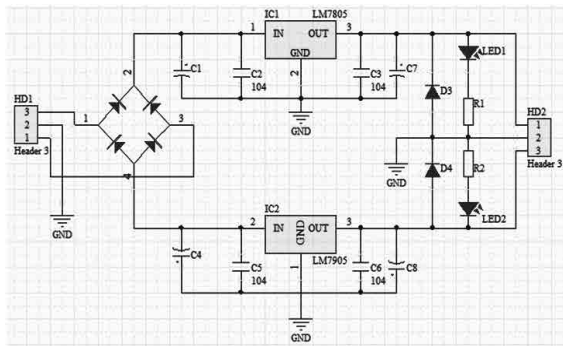 IC1 LM7805
1 IN OUT 3
GND
2
GND
C1
C2
104
C3
104
C7
LED1
D3
R1
HD1
3
2
1
Header 3
2
1
3
4
GND
GND
HD2
1
2
3
Header 3
D4
R2
LED2
IC2
2 IN GND OUT 3
LM7905
1
C4
C5
104
C6
104
C8
GND